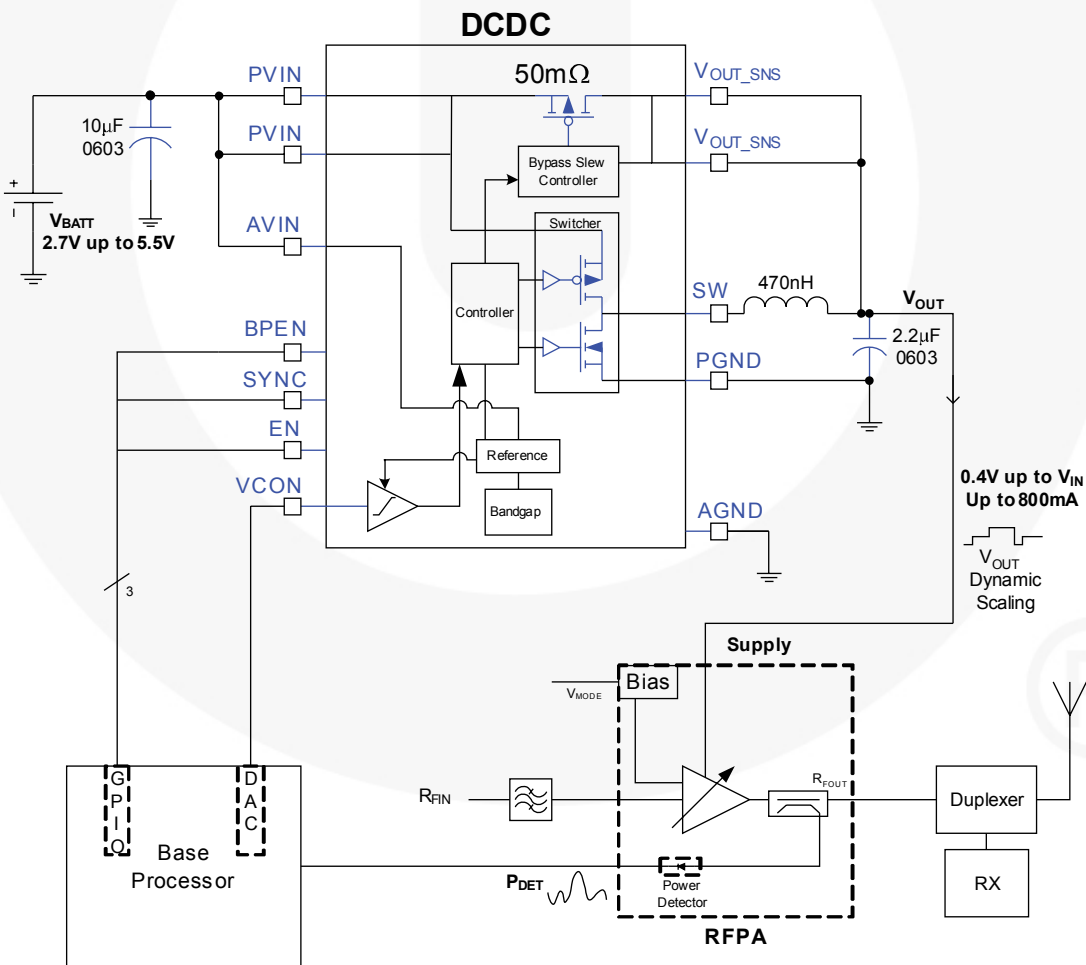 DCDC
PVIN
50mΩ
VOUT_SNS
10µF
0603
PVIN
VOUT_SNS
Bypass Slew
Controller
+
−
VBATT
2.7V up to 5.5V
AVIN
Switcher
Controller
SW
470nH
VOUT
BPEN
2.2µF
0603
PGND
SYNC
EN
Reference
VCON
Bandgap
0.4V up to VIN
Up to 800mA
AGND
VOUT
Dynamic
Scaling
3
Supply
Bias
VMODE
GPIO
DAC
RFIN
RFOUT
Duplexer
Base
Processor
PDET
Power
Detector
RX
RFPA